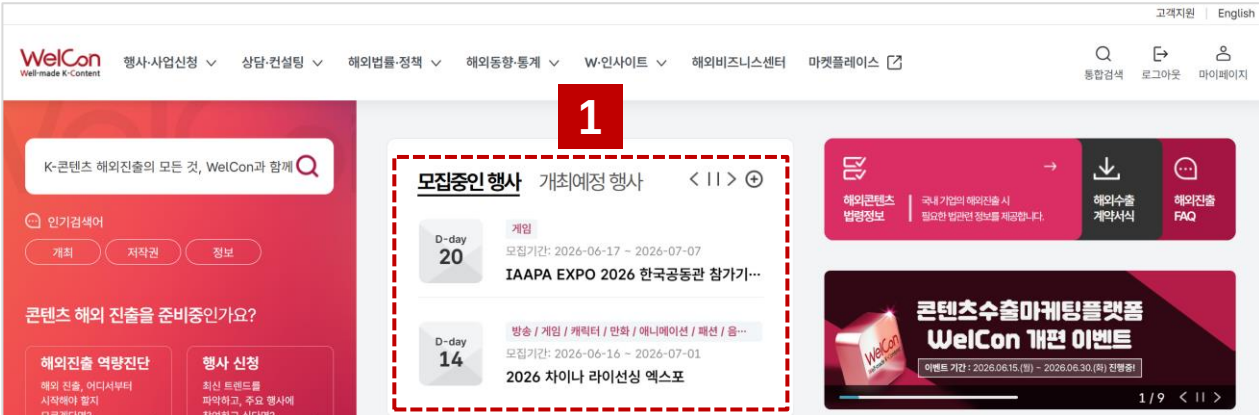 고객지원 | English
WelCon
Well-made K-Content
행사·사업신청 상담·컨설팅 해외법률·정책 해외동향·통계 W·인사이트 해외비즈니스센터 마켓플레이스
통합검색 로그아웃 마이페이지
1
K-콘텐츠 해외진출의 모든 것, WelCon과 함께
인기검색어
개최 저작권 정보
콘텐츠 해외 진출을 준비중인가요?
해외진출 역량진단
해외 진출, 어디서부터
시작해야 할지
모르겠다면?
행사 신청
최신 트렌드를
파악하고, 주요 행사에
참여하고 싶다면?
모집중인 행사 개최예정 행사
D-day
20
게임
모집기간: 2026-06-17 ~ 2026-07-07
IAAPA EXPO 2026 한국공동관 참가기…
D-day
14
방송 / 게임 / 캐릭터 / 만화 / 애니메이션 / 패션 / 음…
모집기간: 2026-06-16 ~ 2026-07-01
2026 차이나 라이선싱 엑스포
해외콘텐츠
법령정보
국내 기업의 해외진출 시
필요한 법관련 정보를 제공합니다.
해외수출
계약서식
해외진출
FAQ
콘텐츠수출마케팅플랫폼
WelCon 개편 이벤트
WelCon
이벤트 기간 : 2026.06.15.(월) ~ 2026.06.30.(화) 진행중!
1 / 9